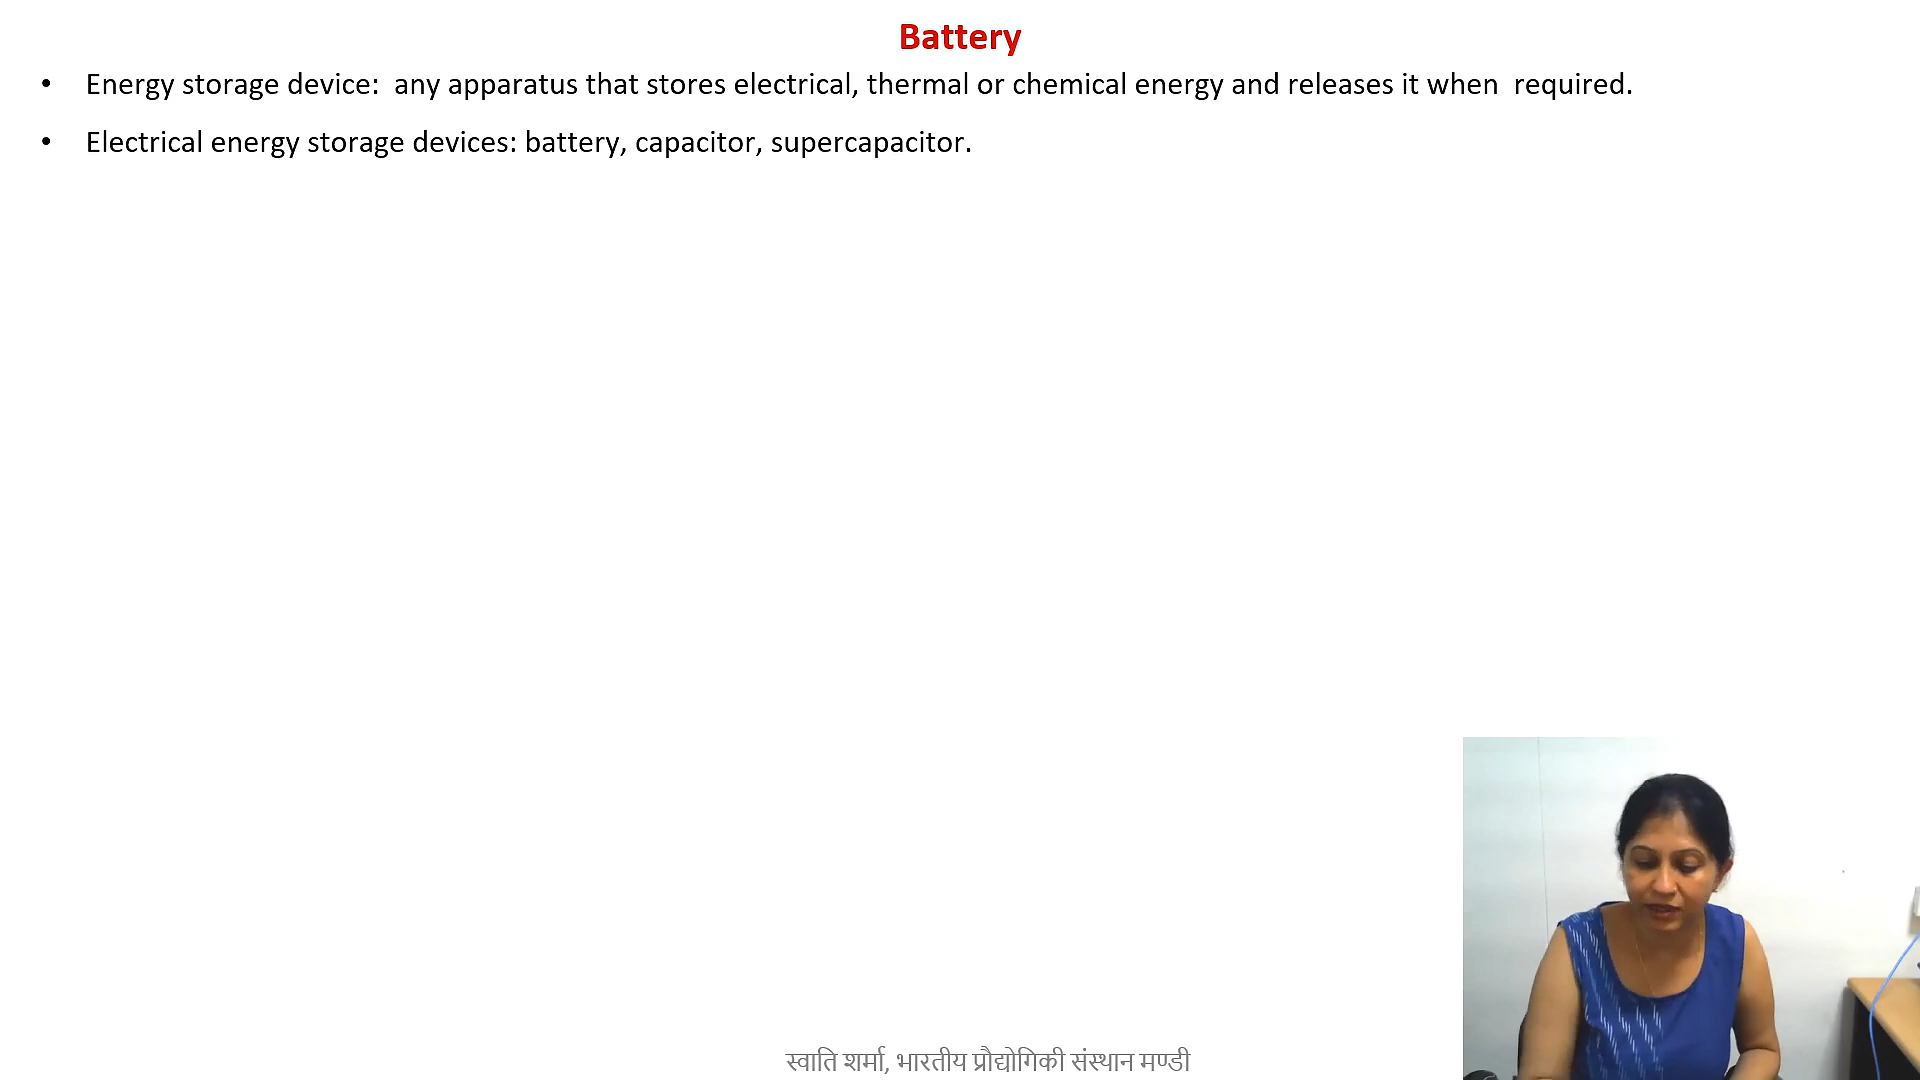 Battery
• Energy storage device:  any apparatus that stores electrical, thermal or chemical energy and releases it when  required.
• Electrical energy storage devices: battery, capacitor, supercapacitor.
स्वाति शर्मा, भारतीय प्रौद्योगिकी संस्थान मण्डी